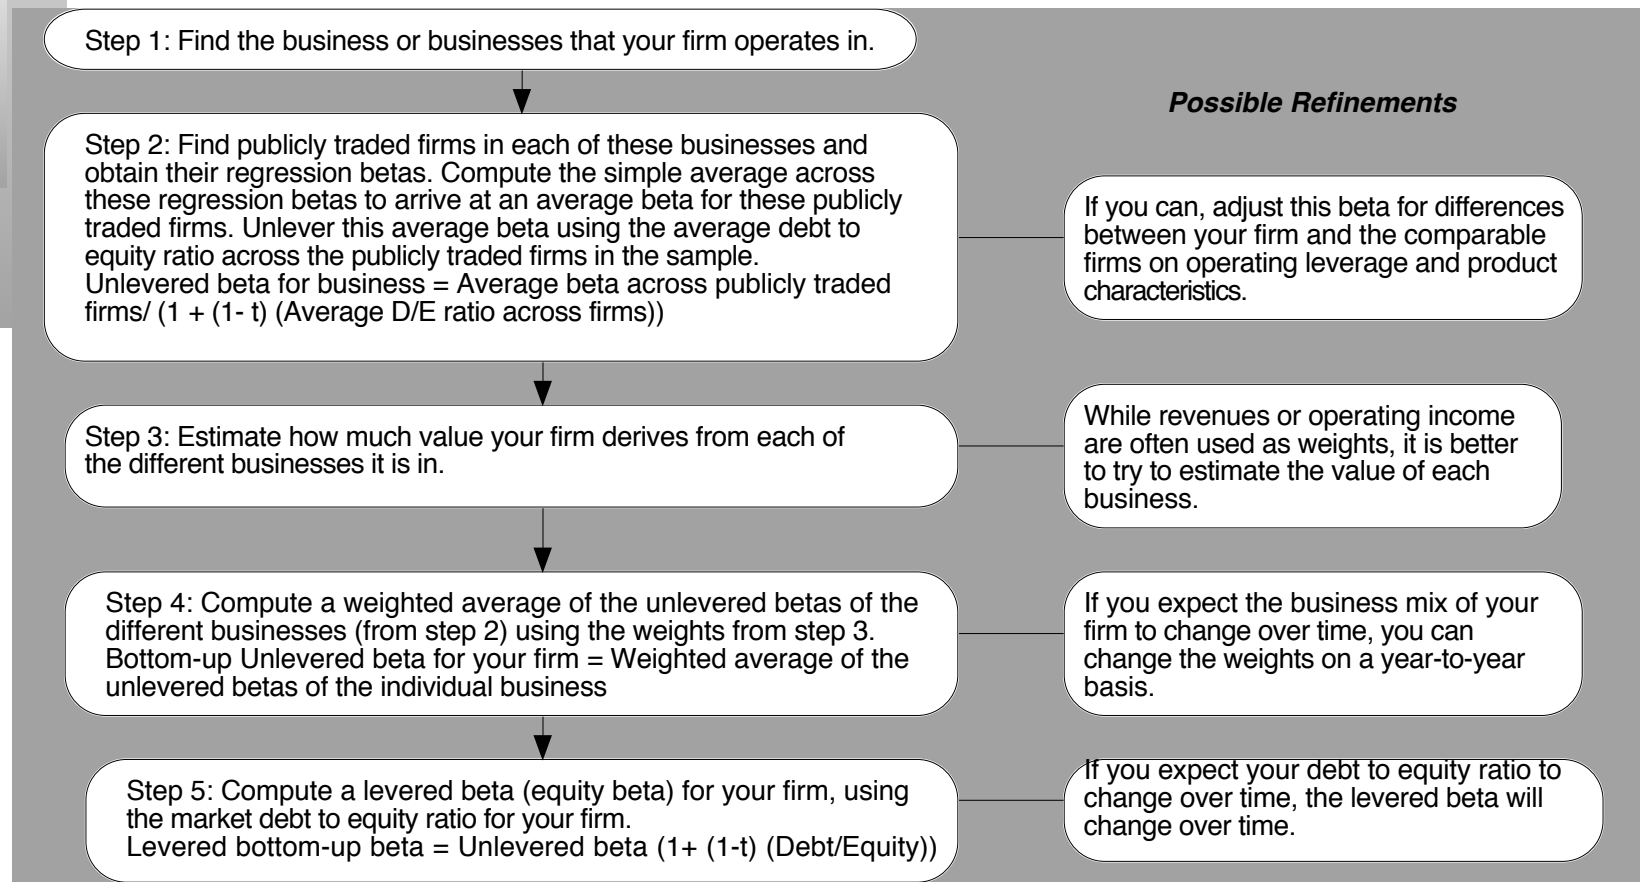 Step 1: Find the business or businesses that your firm operates in.
Possible Refinements
Step 2: Find publicly traded firms in each of these businesses and
obtain their regression betas. Compute the simple average across
these regression betas to arrive at an average beta for these publicly
traded firms. Unlever this average beta using the average debt to
equity ratio across the publicly traded firms in the sample.
Unlevered beta for business = Average beta across publicly traded
firms/ (1 + (1- t) (Average D/E ratio across firms))
If you can, adjust this beta for differences
between your firm and the comparable
firms on operating leverage and product
characteristics.
Step 3: Estimate how much value your firm derives from each of
the different businesses it is in.
While revenues or operating income
are often used as weights, it is better
to try to estimate the value of each
business.
Step 4: Compute a weighted average of the unlevered betas of the
different businesses (from step 2) using the weights from step 3.
Bottom-up Unlevered beta for your firm = Weighted average of the
unlevered betas of the individual business
If you expect the business mix of your
firm to change over time, you can
change the weights on a year-to-year
basis.
Step 5: Compute a levered beta (equity beta) for your firm, using
the market debt to equity ratio for your firm.
Levered bottom-up beta = Unlevered beta (1+ (1-t) (Debt/Equity))
If you expect your debt to equity ratio to
change over time, the levered beta will
change over time.